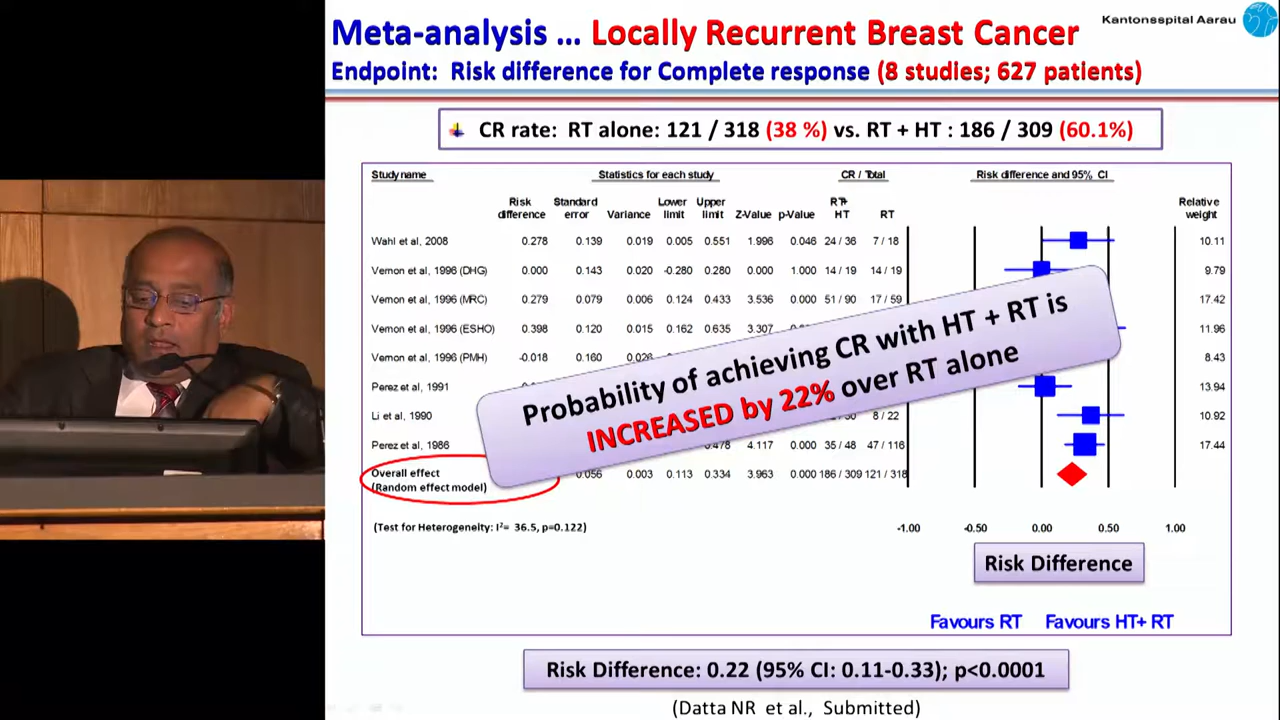 Kantonsspital Aarau
Meta-analysis ... Locally Recurrent Breast Cancer
Endpoint: Risk difference for Complete response (8 studies; 627 patients)
CR rate: RT alone: 121 / 318 (38 %) vs. RT + HT : 186 / 309 (60.1%)
Study name Statistics for each study CR / Total Risk difference and 95% CI
Risk difference Standard error Variance Lower limit Upper limit Z-Value p-Value RT+ HT RT Relative weight
Wahl et al, 2008 0.278 0.139 0.019 0.005 0.551 1.996 0.046 24 / 36 7 / 18 10.11
Vernon et al, 1996 (DHG) 0.000 0.143 0.020 -0.280 0.280 0.000 1.000 14 / 19 14 / 19 9.79
Vernon et al, 1996 (MRC) 0.279 0.079 0.006 0.124 0.433 3.536 0.000 51 / 90 17 / 59 17.42
Vernon et al, 1996 (ESHO) 0.398 0.120 0.015 0.162 0.635 3.307 11.96
Vernon et al, 1996 (PMH) -0.018 0.160 8.43
Perez et al, 1991 13.94
Li et al, 1990 8 / 22 10.92
Perez et al, 1986 4.117 0.000 35 / 48 47 / 116 17.44
Overall effect 0.056 0.003 0.113 0.334 3.963 0.000 186 / 309 121 / 318
(Random effect model)
Probability of achieving CR with HT + RT is
INCREASED by 22% over RT alone
(Test for Heterogeneity: I²= 36.5, p=0.122)
-1.00 -0.50 0.00 0.50 1.00
Risk Difference
Favours RT Favours HT+ RT
Risk Difference: 0.22 (95% CI: 0.11-0.33); p<0.0001
(Datta NR et al., Submitted)